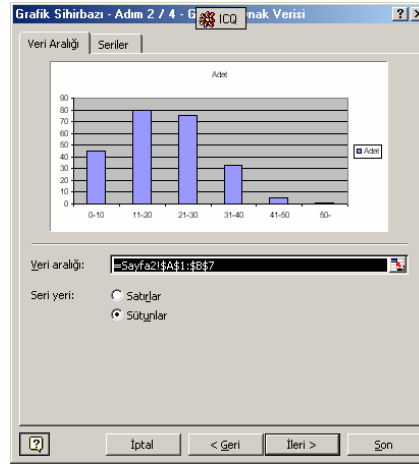 Grafik Sihirbazı - Adım 2 / 4 - G
ICQ
nak Verisi
Veri Aralığı
Seriler
Adet
90
80
70
60
50
40
30
20
10
0
0-10 11-20 21-30 31-40 41-50 50-
Adet
Veri aralığı: =Sayfa2!$A$1:$B$7
Seri yeri: Satırlar
Sütunlar
İptal < Geri İleri > Son